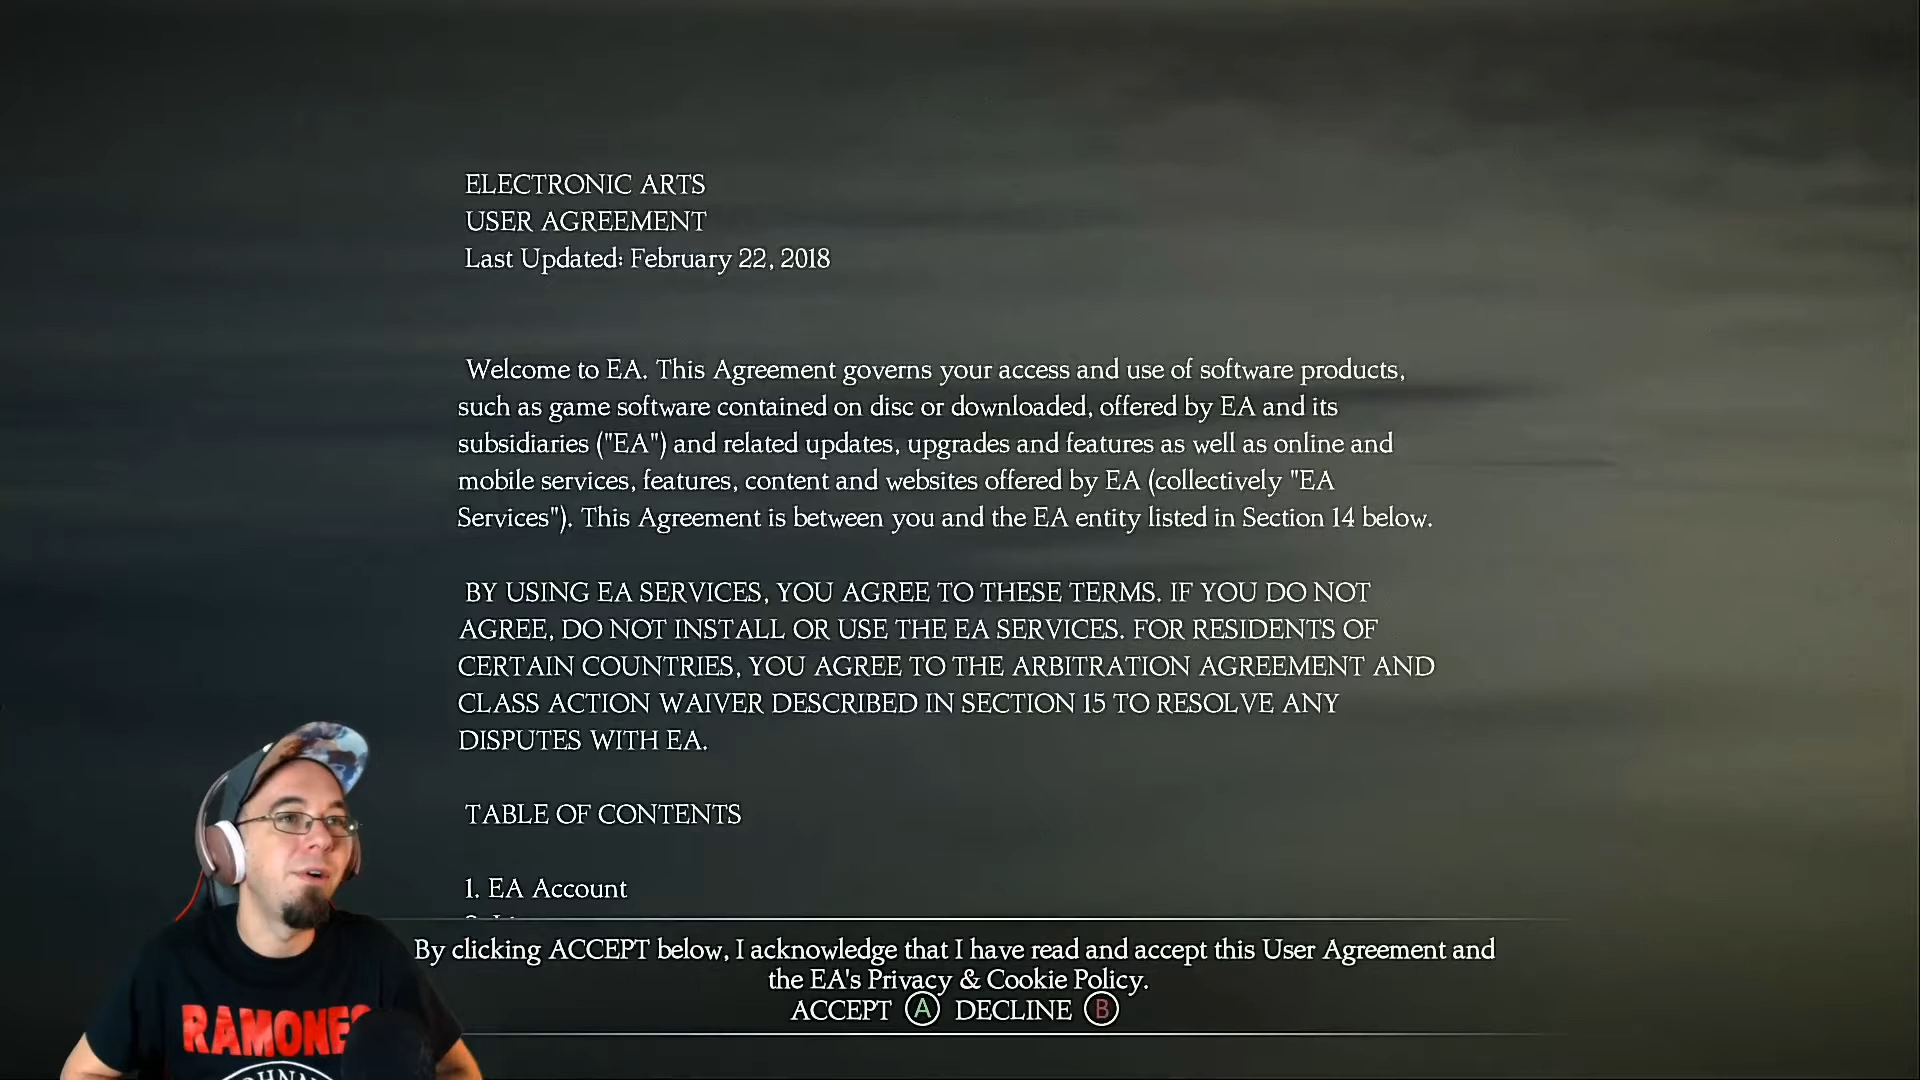 ELECTRONIC ARTS
USER AGREEMENT
Last Updated: February 22, 2018
Welcome to EA. This Agreement governs your access and use of software products,
such as game software contained on disc or downloaded, offered by EA and its
subsidiaries ("EA") and related updates, upgrades and features as well as online and
mobile services, features, content and websites offered by EA (collectively "EA
Services"). This Agreement is between you and the EA entity listed in Section 14 below.
BY USING EA SERVICES, YOU AGREE TO THESE TERMS. IF YOU DO NOT
AGREE, DO NOT INSTALL OR USE THE EA SERVICES. FOR RESIDENTS OF
CERTAIN COUNTRIES, YOU AGREE TO THE ARBITRATION AGREEMENT AND
CLASS ACTION WAIVER DESCRIBED IN SECTION 15 TO RESOLVE ANY
DISPUTES WITH EA.
TABLE OF CONTENTS
1. EA Account
By clicking ACCEPT below, I acknowledge that I have read and accept this User Agreement and
the EA's Privacy & Cookie Policy.
ACCEPT A DECLINE B
RAMONES